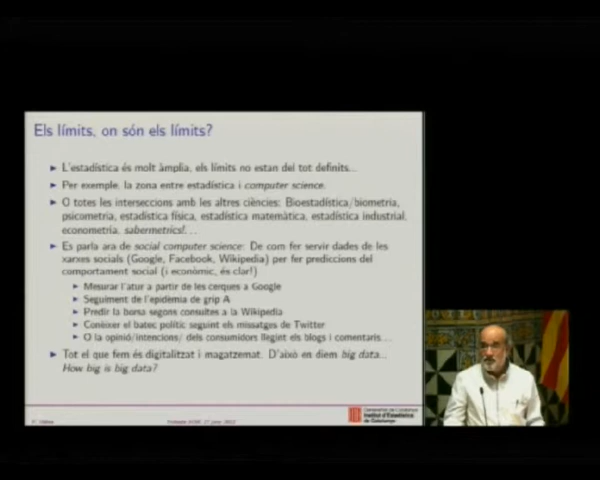 Els límits, on són els límits?
L'estadística és molt àmplia, els límits no estan del tot definits...
Per exemple, la zona entre estadística i computer science.
O totes les interseccions amb les altres ciències: Bioestadística/biometria,
psicometria, estadística física, estadística matemàtica, estadística industrial,
econometria, sabermetrics!...
Es parla ara de social computer science: De com fer servir dades de les
xarxes socials (Google, Facebook, Wikipedia) per fer prediccions del
comportament social (i econòmic, és clar!)
Mesurar l'atur a partir de les cerques a Google
Seguiment de l'epidèmia de grip A
Predir la borsa segons consultes a la Wikipedia
Conèixer el batec polític seguint els missatges de Twitter
O la opinió/intencions/ dels consumidors llegint els blogs i comentaris...
Tot el que fem és digitalitzat i magatzemat. D'això en diem big data...
How big is big data?
Generalitat de Catalunya
Institut d'Estadística
de Catalunya